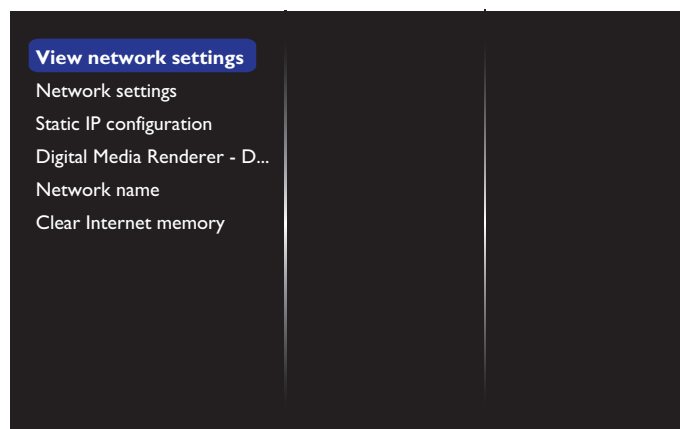 View network settings
Network settings
Static IP configuration
Digital Media Renderer - D...
Network name
Clear Internet memory